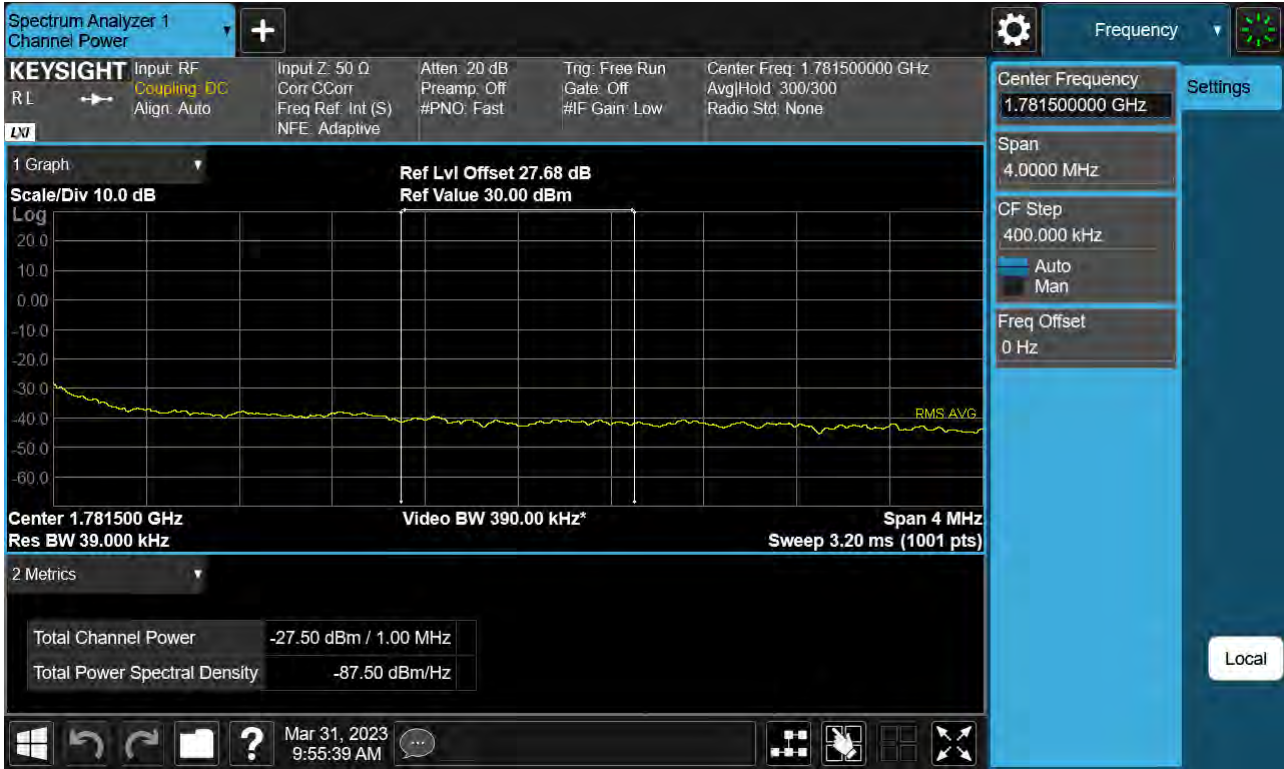 Spectrum Analyzer 1
Channel Power
Frequency
KEYSIGHT
RL
LXI
Input: RF
Coupling: DC
Align: Auto
Input Z: 50 Ω
Corr CCorr
Freq Ref: Int (S)
NFE: Adaptive
Atten: 20 dB
Preamp: Off
#PNO: Fast
Trig: Free Run
Gate: Off
#IF Gain: Low
Center Freq: 1.781500000 GHz
Avg|Hold: 300/300
Radio Std: None
1 Graph
Scale/Div 10.0 dB
Ref Lvl Offset 27.68 dB
Ref Value 30.00 dBm
Log
20.0
10.0
0.00
-10.0
-20.0
-30.0
-40.0
-50.0
-60.0
RMS AVG
Center 1.781500 GHz
Res BW 39.000 kHz
Video BW 390.00 kHz*
Span 4 MHz
Sweep 3.20 ms (1001 pts)
2 Metrics
Total Channel Power -27.50 dBm / 1.00 MHz
Total Power Spectral Density -87.50 dBm/Hz
Center Frequency
1.781500000 GHz
Span
4.0000 MHz
CF Step
400.000 kHz
Auto
Man
Freq Offset
0 Hz
Settings
Local
?
Mar 31, 2023
9:55:39 AM